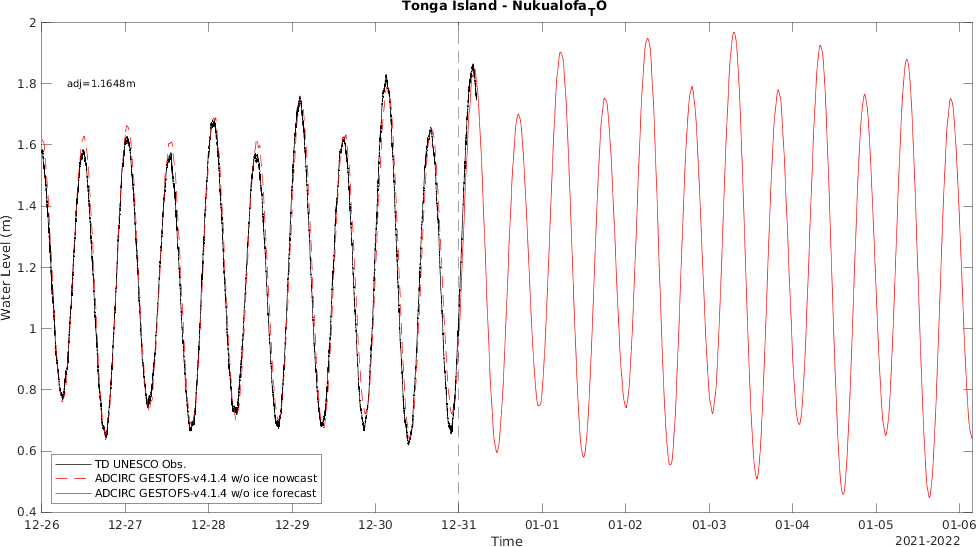 Tonga Island - Nukualofa_TO
adj=1.1648m
Water Level (m)
2
1.8
1.6
1.4
1.2
1
0.8
0.6
0.4
TD UNESCO Obs.
ADCIRC GESTOFS-v4.1.4 w/o ice nowcast
ADCIRC GESTOFS-v4.1.4 w/o ice forecast
12-26 12-27 12-28 12-29 12-30 12-31 01-01 01-02 01-03 01-04 01-05 01-06
Time
2021-2022